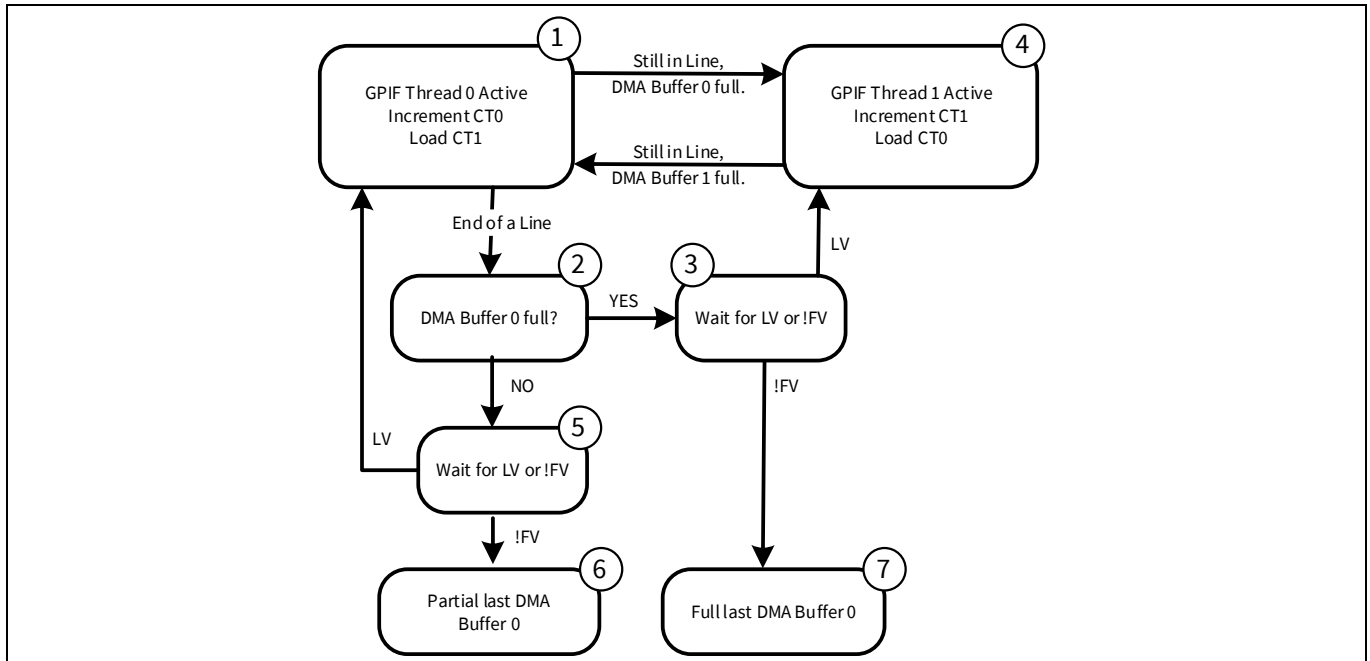 1
GPIF Thread 0 Active
Increment CT0
Load CT1
Still in Line,
DMA Buffer 0 full.
4
GPIF Thread 1 Active
Increment CT1
Load CT0
Still in Line,
DMA Buffer 1 full.
End of a Line
LV
2
DMA Buffer 0 full?
YES
3
Wait for LV or !FV
NO
!FV
LV
5
Wait for LV or !FV
!FV
6
Partial last DMA
Buffer 0
7
Full last DMA Buffer 0